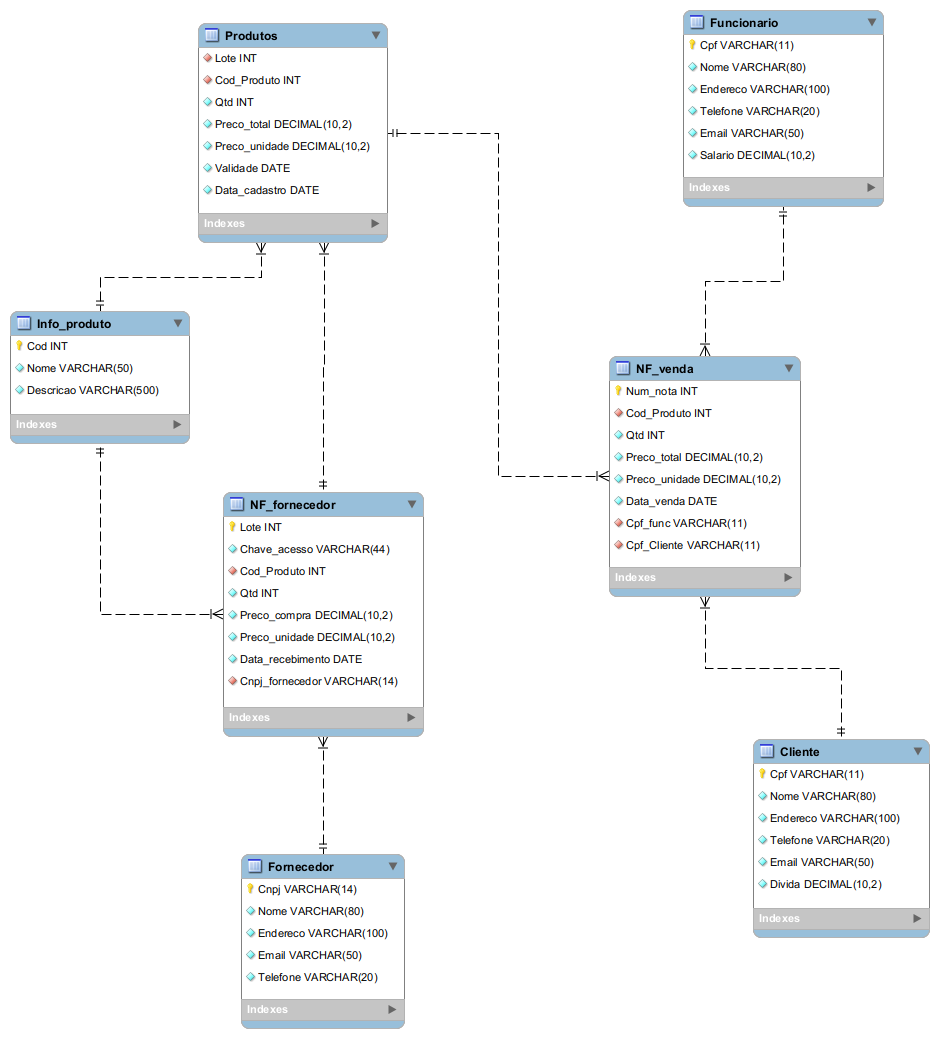 Produtos
Lote INT
Cod_Produto INT
Qtd INT
Preco_total DECIMAL(10,2)
Preco_unidade DECIMAL(10,2)
Validade DATE
Data_cadastro DATE
Indexes
Funcionario
Cpf VARCHAR(11)
Nome VARCHAR(80)
Endereco VARCHAR(100)
Telefone VARCHAR(20)
Email VARCHAR(50)
Salario DECIMAL(10,2)
Indexes
Info_produto
Cod INT
Nome VARCHAR(50)
Descricao VARCHAR(500)
Indexes
NF_venda
Num_nota INT
Cod_Produto INT
Qtd INT
Preco_total DECIMAL(10,2)
Preco_unidade DECIMAL(10,2)
Data_venda DATE
Cpf_func VARCHAR(11)
Cpf_Cliente VARCHAR(11)
Indexes
NF_fornecedor
Lote INT
Chave_acesso VARCHAR(44)
Cod_Produto INT
Qtd INT
Preco_compra DECIMAL(10,2)
Preco_unidade DECIMAL(10,2)
Data_recebimento DATE
Cnpj_fornecedor VARCHAR(14)
Indexes
Cliente
Cpf VARCHAR(11)
Nome VARCHAR(80)
Endereco VARCHAR(100)
Telefone VARCHAR(20)
Email VARCHAR(50)
Divida DECIMAL(10,2)
Indexes
Fornecedor
Cnpj VARCHAR(14)
Nome VARCHAR(80)
Endereco VARCHAR(100)
Email VARCHAR(50)
Telefone VARCHAR(20)
Indexes